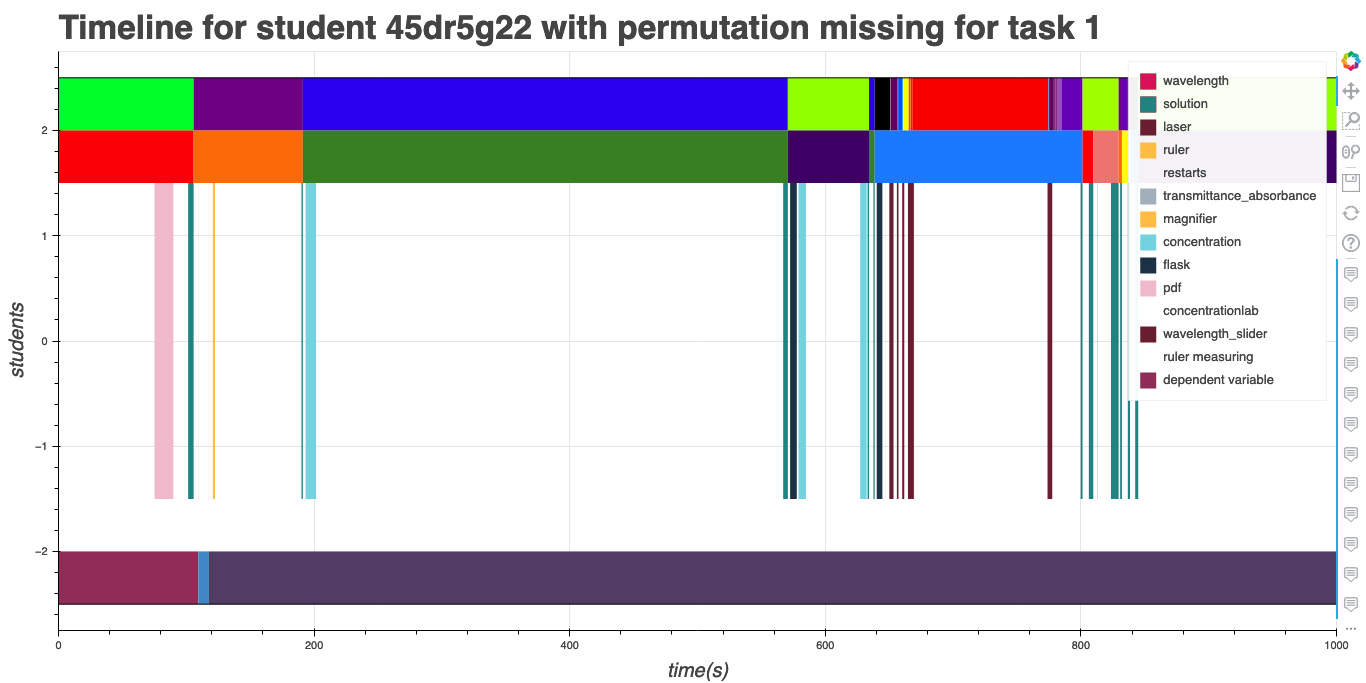 Timeline for student 45dr5g22 with permutation missing for task 1
wavelength
solution
laser
ruler
restarts
transmittance_absorbance
magnifier
concentration
flask
pdf
concentrationlab
wavelength_slider
ruler measuring
dependent variable
2
1
0
−1
−2
students
0 200 400 600 800 1000
time(s)